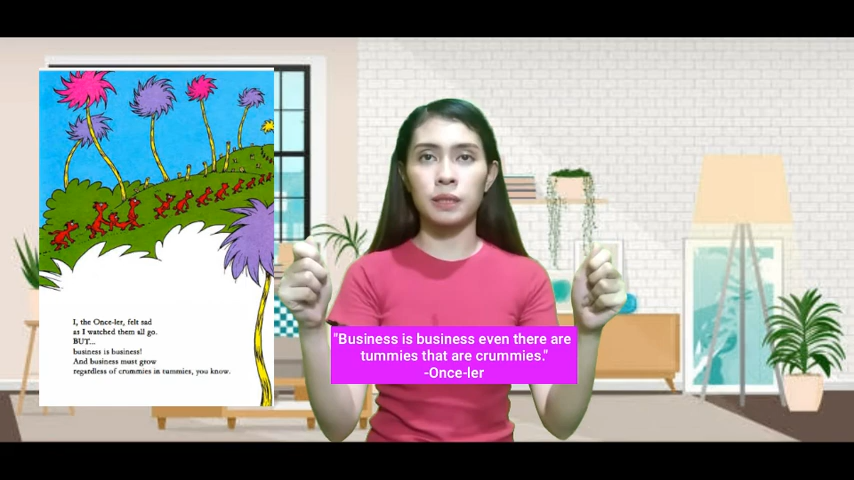 I, the Once-ler, felt sad
as I watched them all go.
BUT...
business is business!
And business must grow
regardless of crummies in tummies, you know.
"Business is business even there are
tummies that are crummies."
-Once-ler